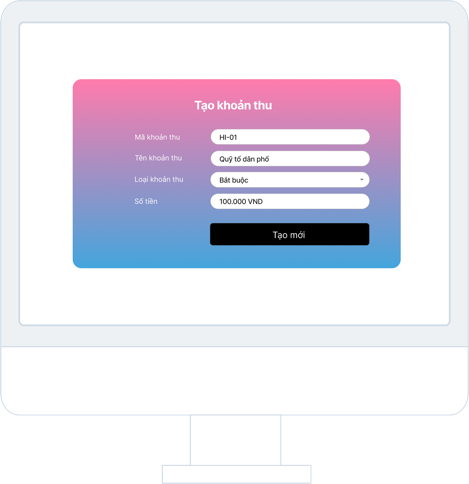 Tạo khoản thu
Mã khoản thu HI-01
Tên khoản thu Quỹ tổ dân phố
Loại khoản thu Bắt buộc
Số tiền 100.000 VND
Tạo mới